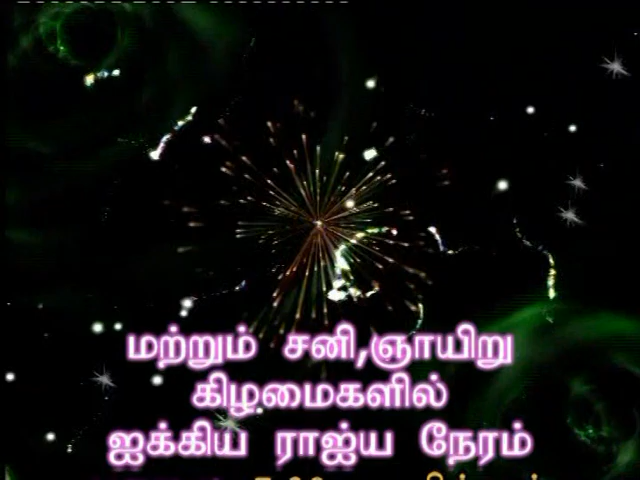 மற்றும் சனி,ஞாயிறு
கிழமைகளில்
ஐக்கிய ராஜ்ய நேரம்